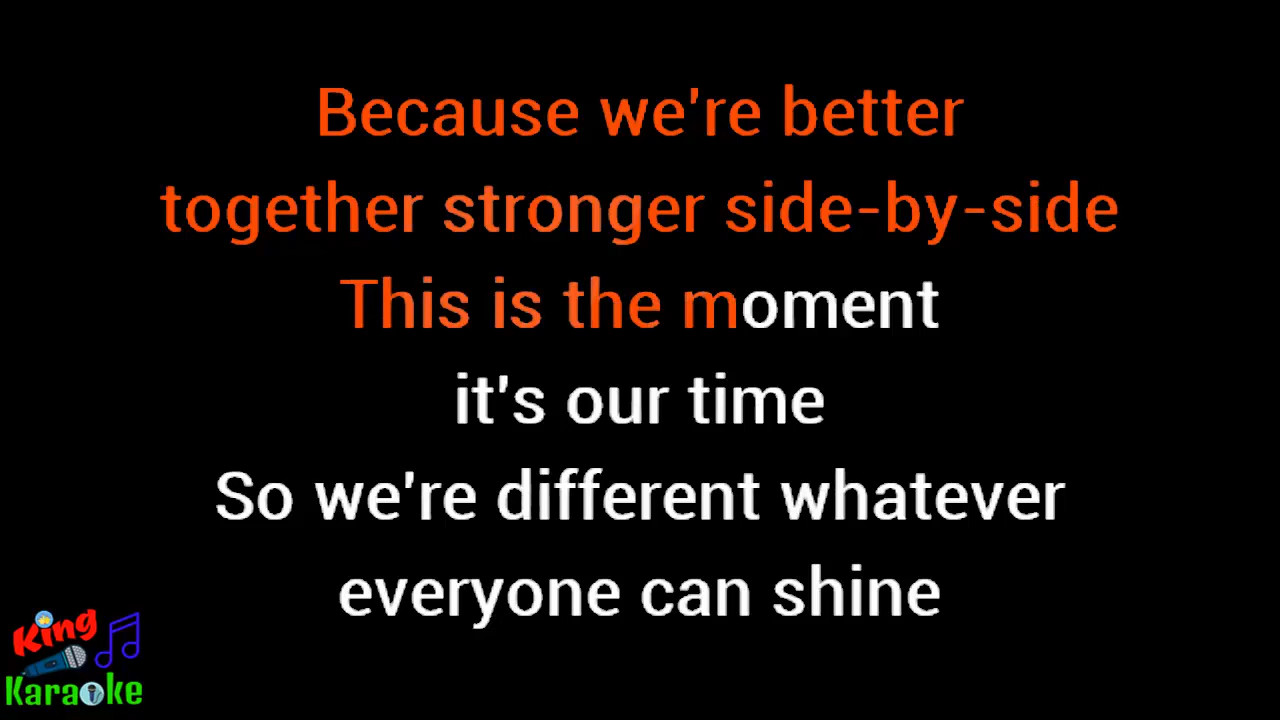 Because we're better
together stronger side-by-side
This is the moment
it's our time
So we're different whatever
everyone can shine
King
Karaoke